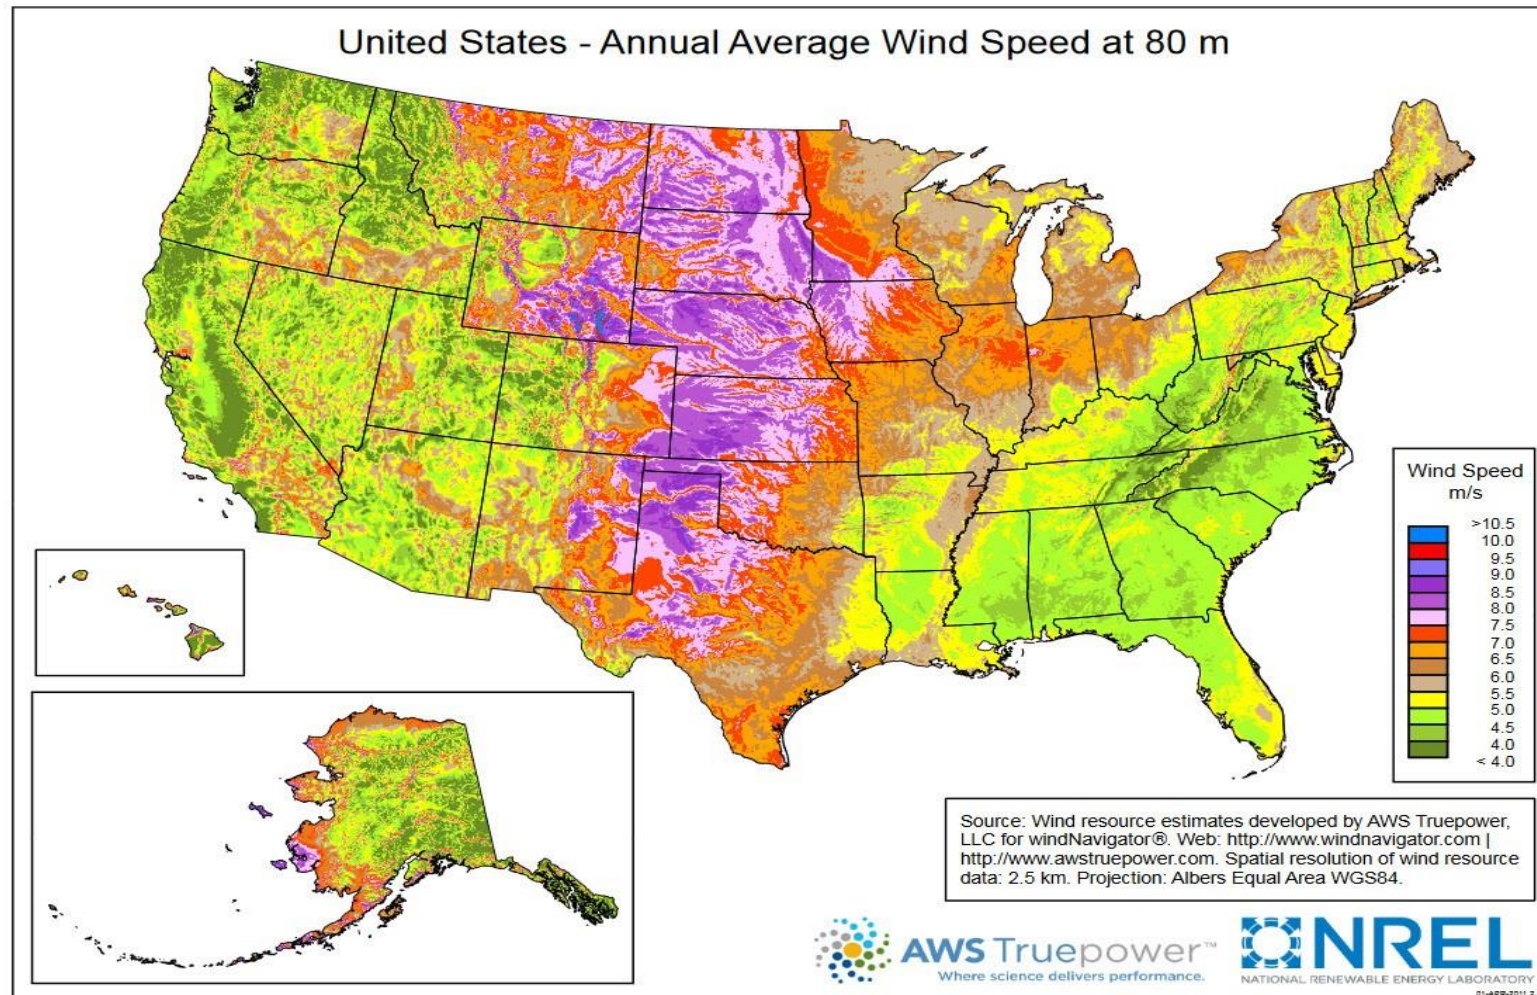 United States - Annual Average Wind Speed at 80 m
Wind Speed
m/s
>10.5
10.0
9.5
9.0
8.5
8.0
7.5
7.0
6.5
6.0
5.5
5.0
4.5
4.0
< 4.0
Source: Wind resource estimates developed by AWS Truepower,
LLC for windNavigator®. Web: http://www.windnavigator.com |
http://www.awstruepower.com. Spatial resolution of wind resource
data: 2.5 km. Projection: Albers Equal Area WGS84.
AWS Truepower™
Where science delivers performance.
NREL
NATIONAL RENEWABLE ENERGY LABORATORY